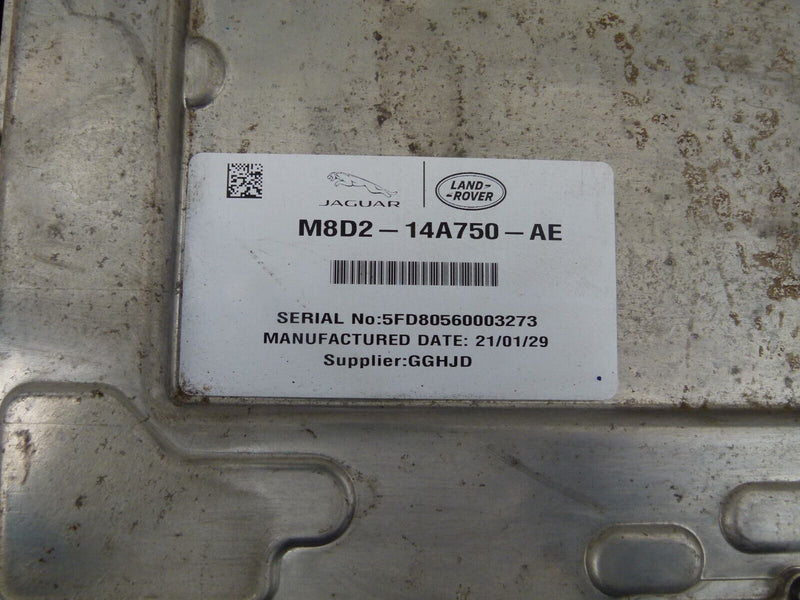 JAGUAR
LAND-
-ROVER
M8D2-14A750-AE
SERIAL No:5FD80560003273
MANUFACTURED DATE: 21/01/29
Supplier:GGHJD